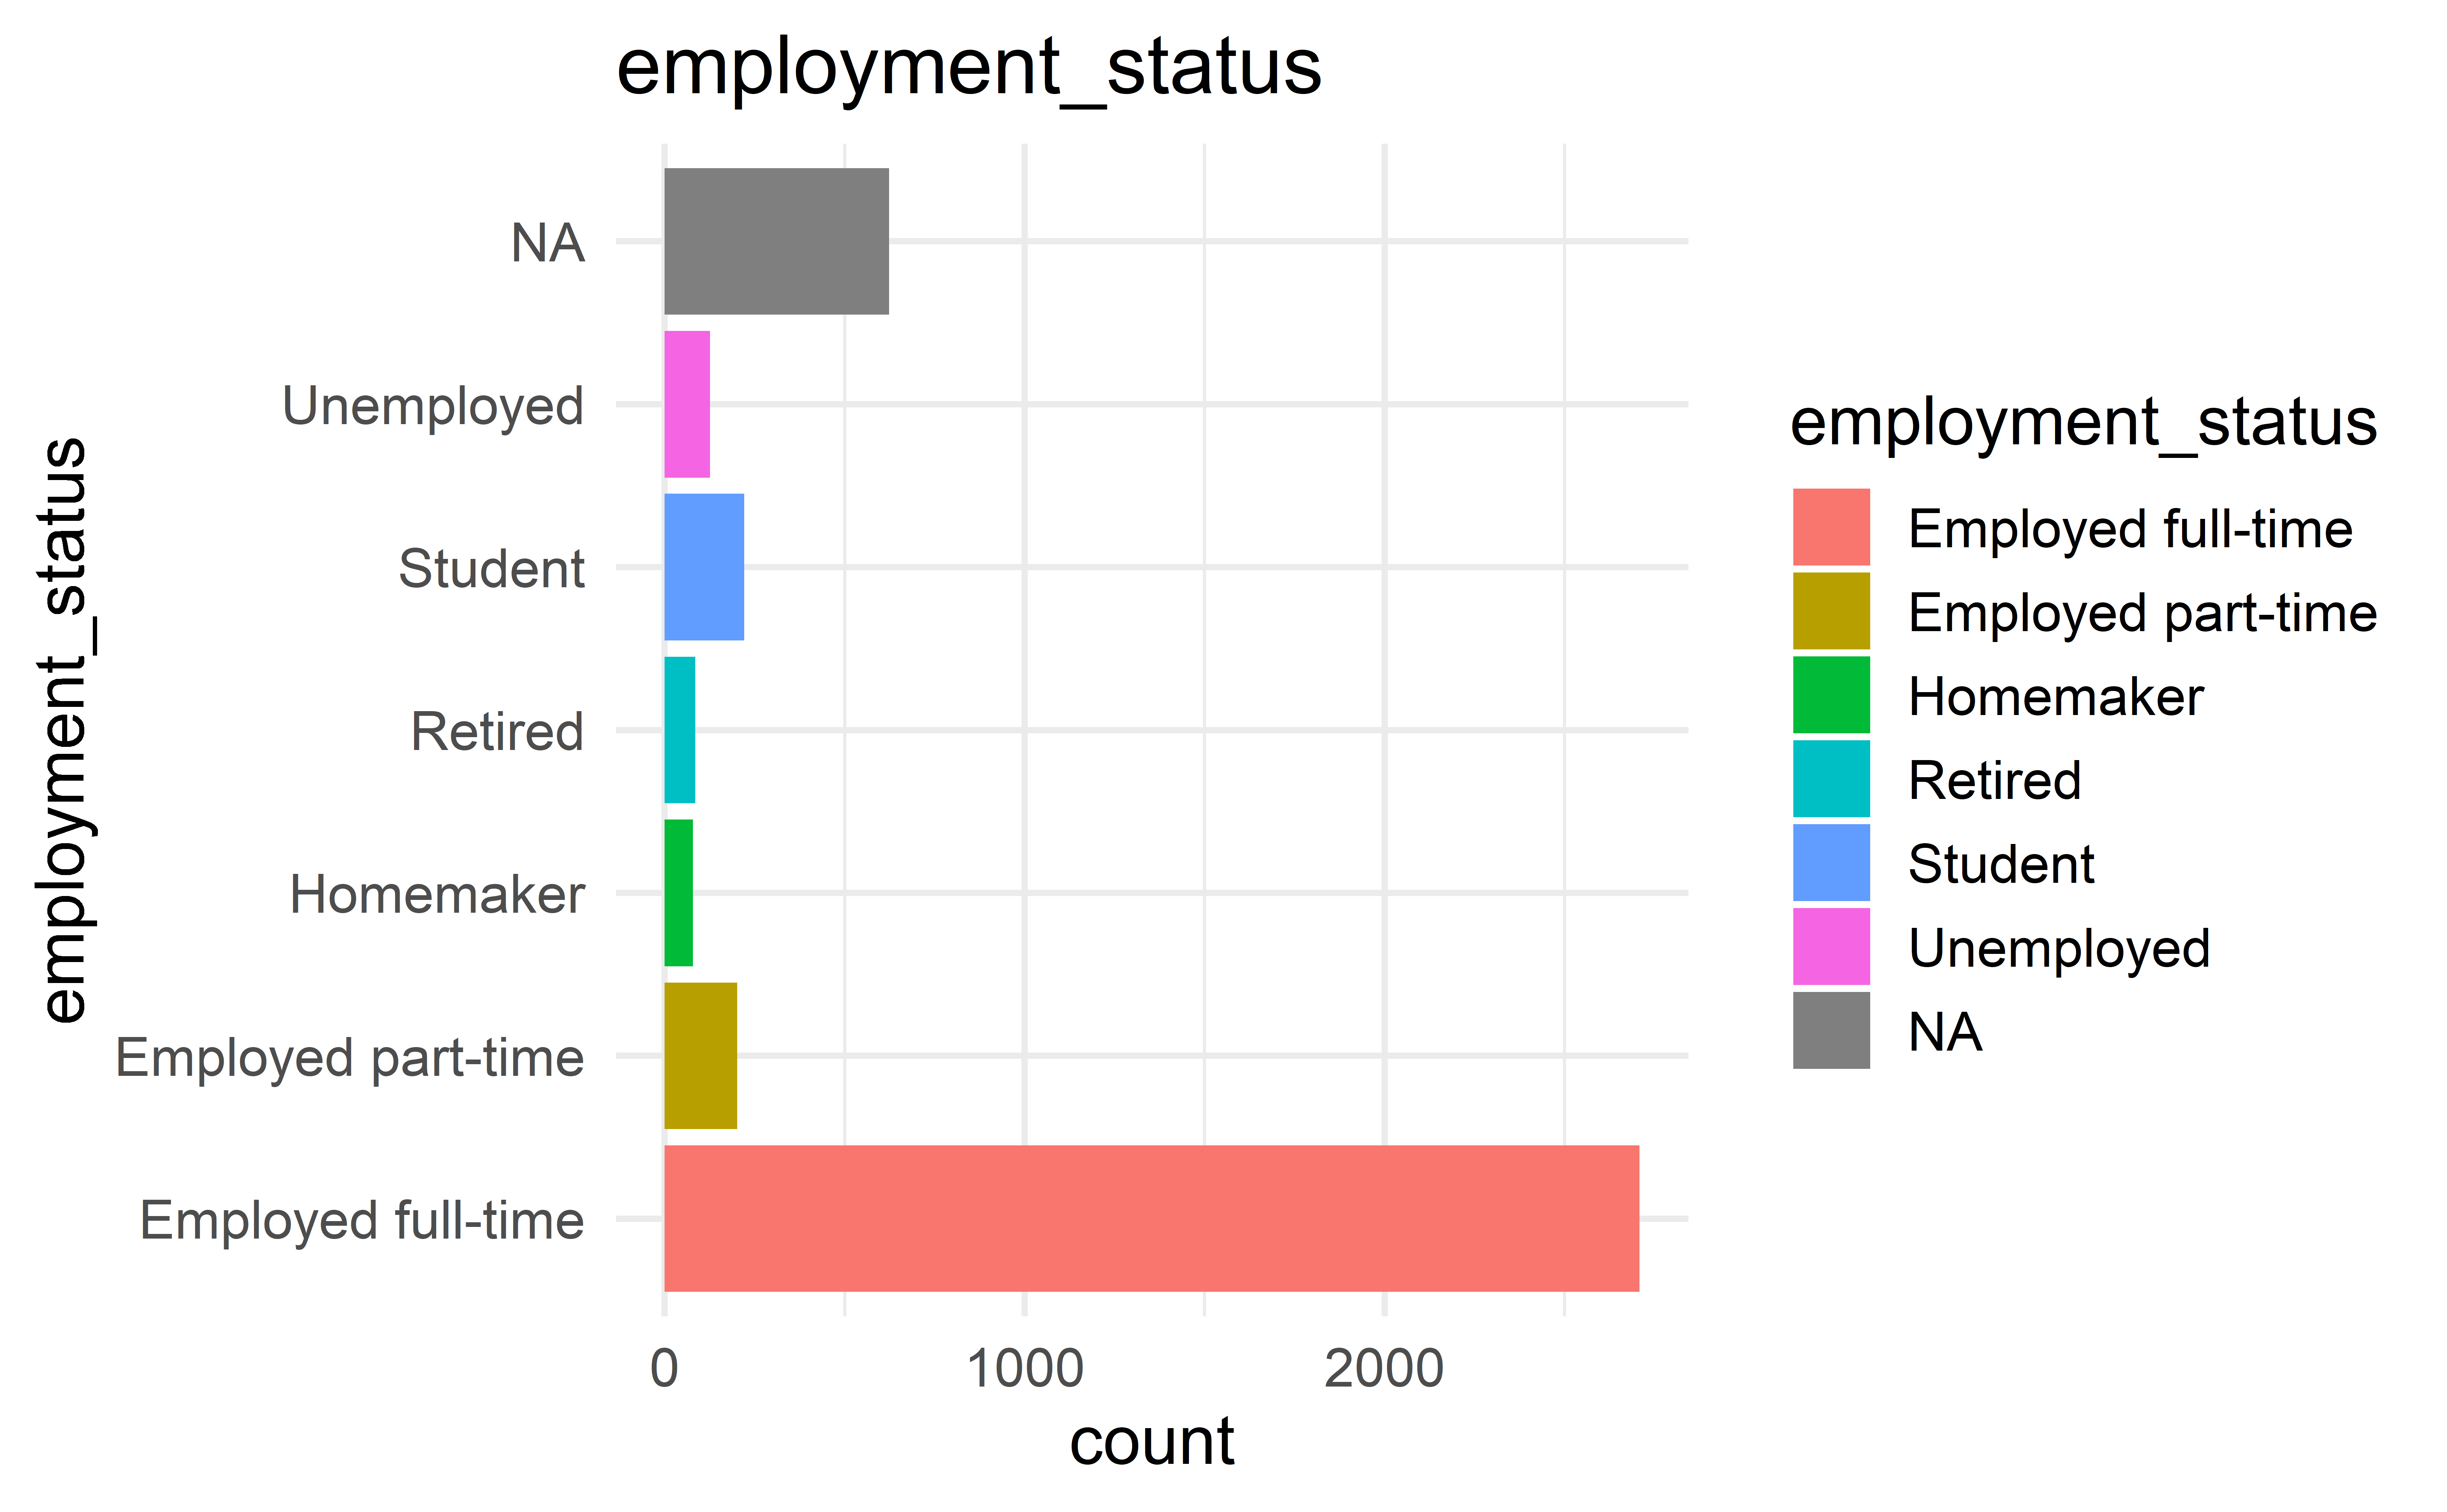 employment_status
employment_status
NA
Unemployed
Student
Retired
Homemaker
Employed part-time
Employed full-time
0 1000 2000
count
employment_status
Employed full-time
Employed part-time
Homemaker
Retired
Student
Unemployed
NA